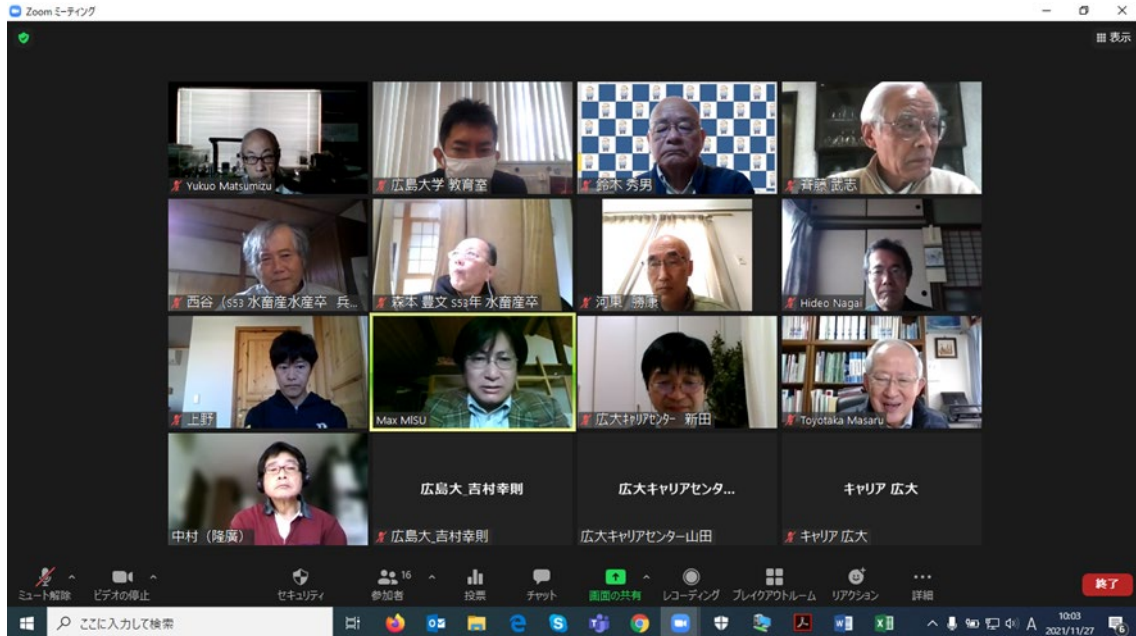 Zoom ミーティング
表示
Yukuo Matsumizu
広島大学 教育室
鈴木 秀男
斉藤 武志
西谷（s53 水畜産水産卒 兵...
森本 豊文 s53年 水畜産卒
河東 勝康
Hideo Nagai
上野
Max MISU
広大キャリアセンター 新田
Toyotaka Masaru
中村（隆廣）
広島大_吉村幸則
広島大_吉村幸則
広大キャリアセンタ...
広大キャリアセンター山田
キャリア 広大
キャリア 広大
ミュート解除
ビデオの停止
セキュリティ
参加者
16
投票
チャット
画面の共有
レコーディング
ブレイクアウトルーム
リアクション
詳細
終了
ここに入力して検索
A
10:03
2021/11/27
6